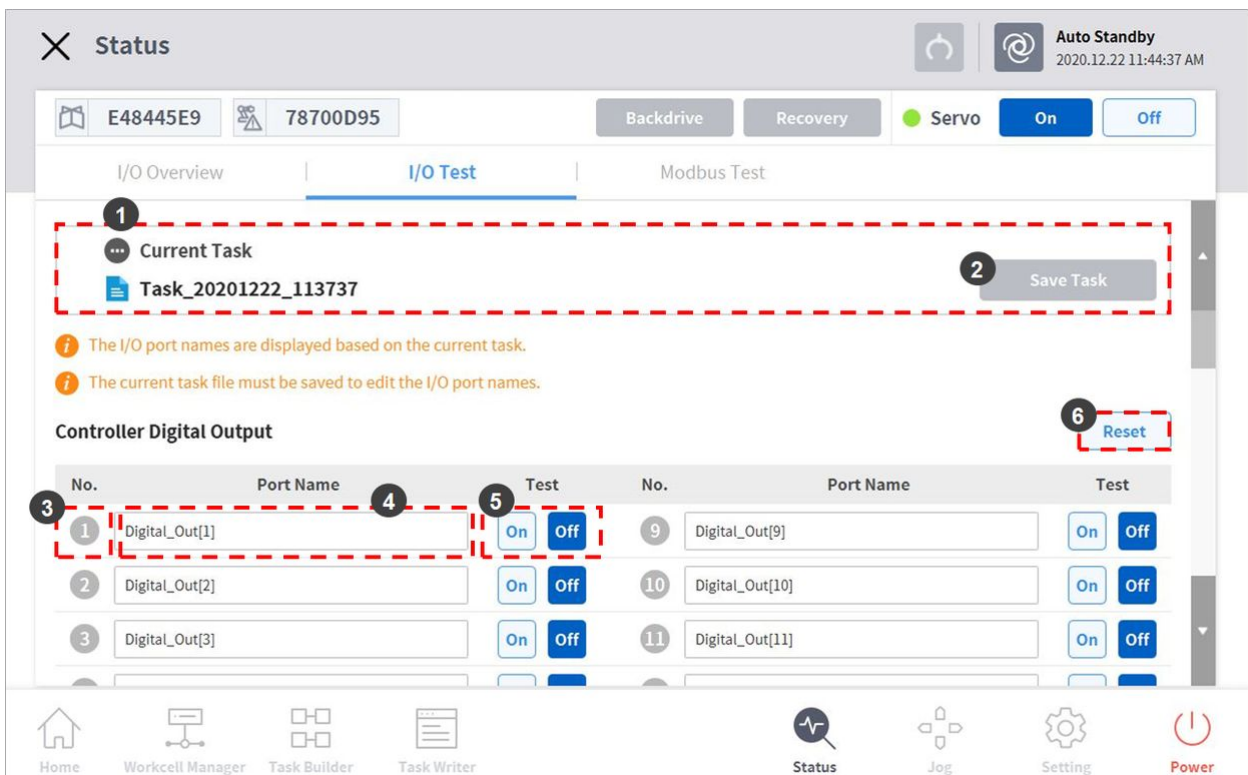 Status
Auto Standby
2020.12.22 11:44:37 AM
E48445E9 78700D95 Backdrive Recovery Servo On Off
I/O Overview I/O Test Modbus Test
1
Current Task
2 Save Task
Task_20201222_113737
i The I/O port names are displayed based on the current task.
i The current task file must be saved to edit the I/O port names.
6
Controller Digital Output Reset
No. Port Name Test No. Port Name Test
3 4 5
1 Digital_Out[1] On Off 9 Digital_Out[9] On Off
2 Digital_Out[2] On Off 10 Digital_Out[10] On Off
3 Digital_Out[3] On Off 11 Digital_Out[11] On Off
Home Workcell Manager Task Builder Task Writer Status Jog Setting Power